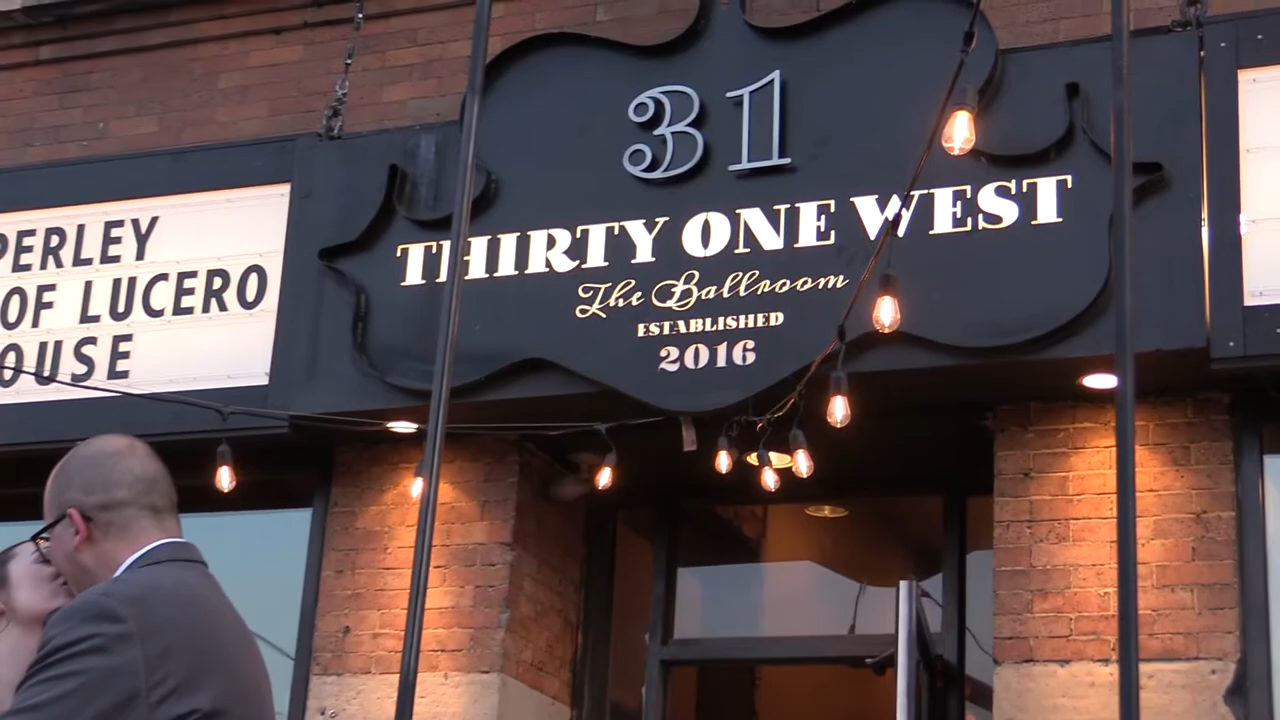 PERLEY
OF LUCERO
OUSE
31
THIRTY ONE WEST
The Ballroom
ESTABLISHED
2016